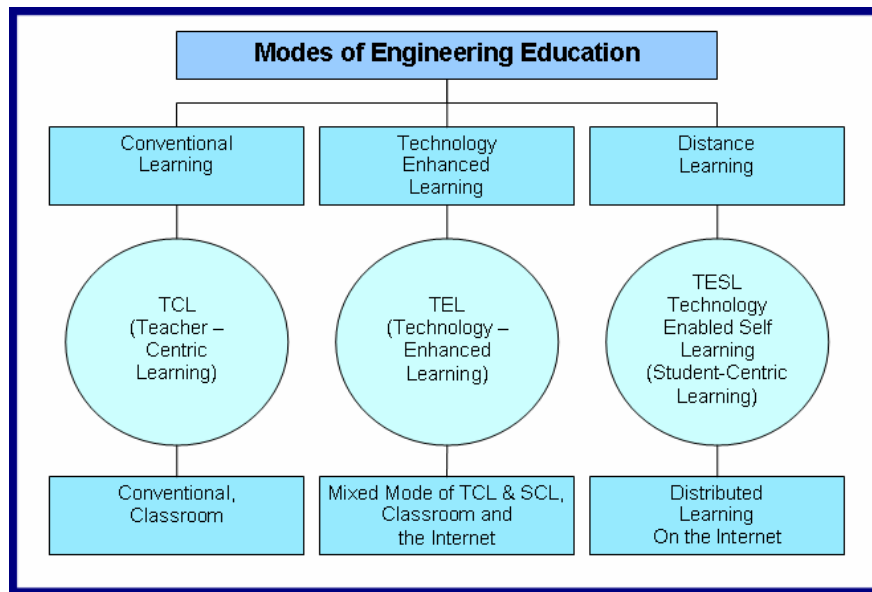 Modes of Engineering Education
Conventional
Learning
Technology
Enhanced
Learning
Distance
Learning
TCL
(Teacher –
Centric
Learning)
TEL
(Technology –
Enhanced
Learning)
TESL
Technology
Enabled Self
Learning
(Student-Centric
Learning)
Conventional,
Classroom
Mixed Mode of TCL & SCL,
Classroom and
the Internet
Distributed
Learning
On the Internet